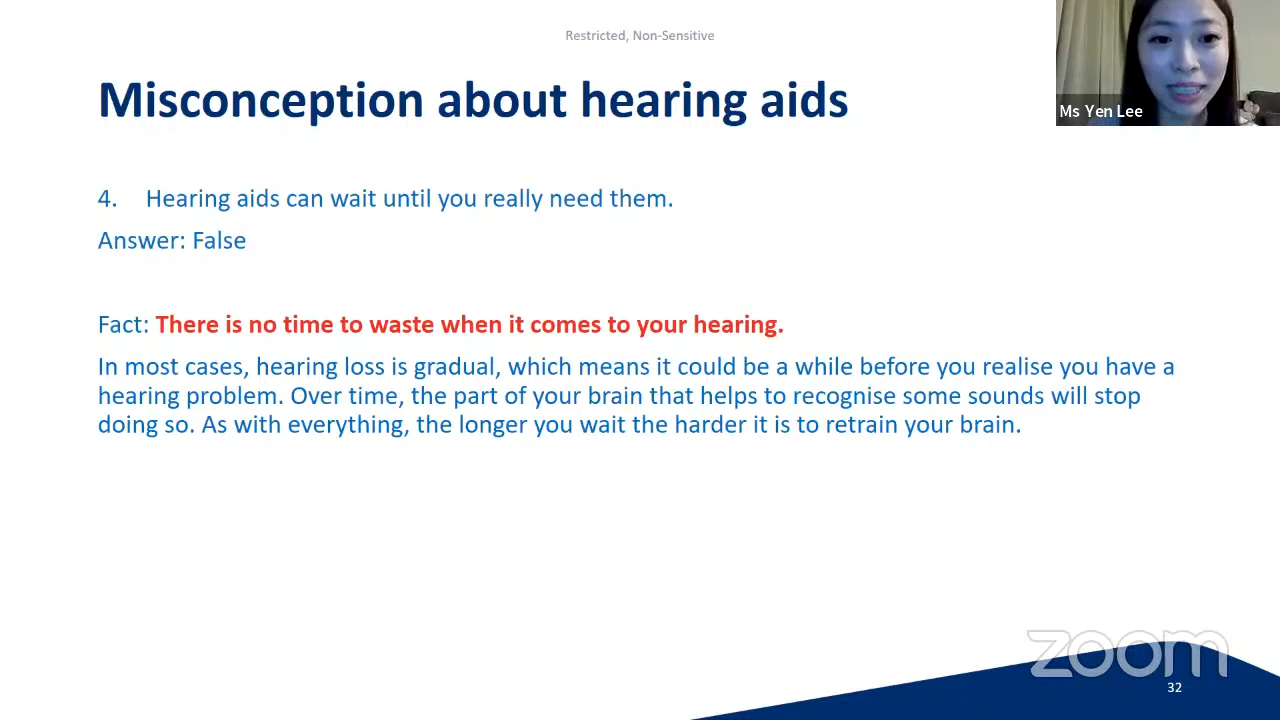 Restricted, Non-Sensitive
Misconception about hearing aids
Ms Yen Lee
4. Hearing aids can wait until you really need them.
Answer: False
Fact: There is no time to waste when it comes to your hearing.
In most cases, hearing loss is gradual, which means it could be a while before you realise you have a
hearing problem. Over time, the part of your brain that helps to recognise some sounds will stop
doing so. As with everything, the longer you wait the harder it is to retrain your brain.
zoom
32